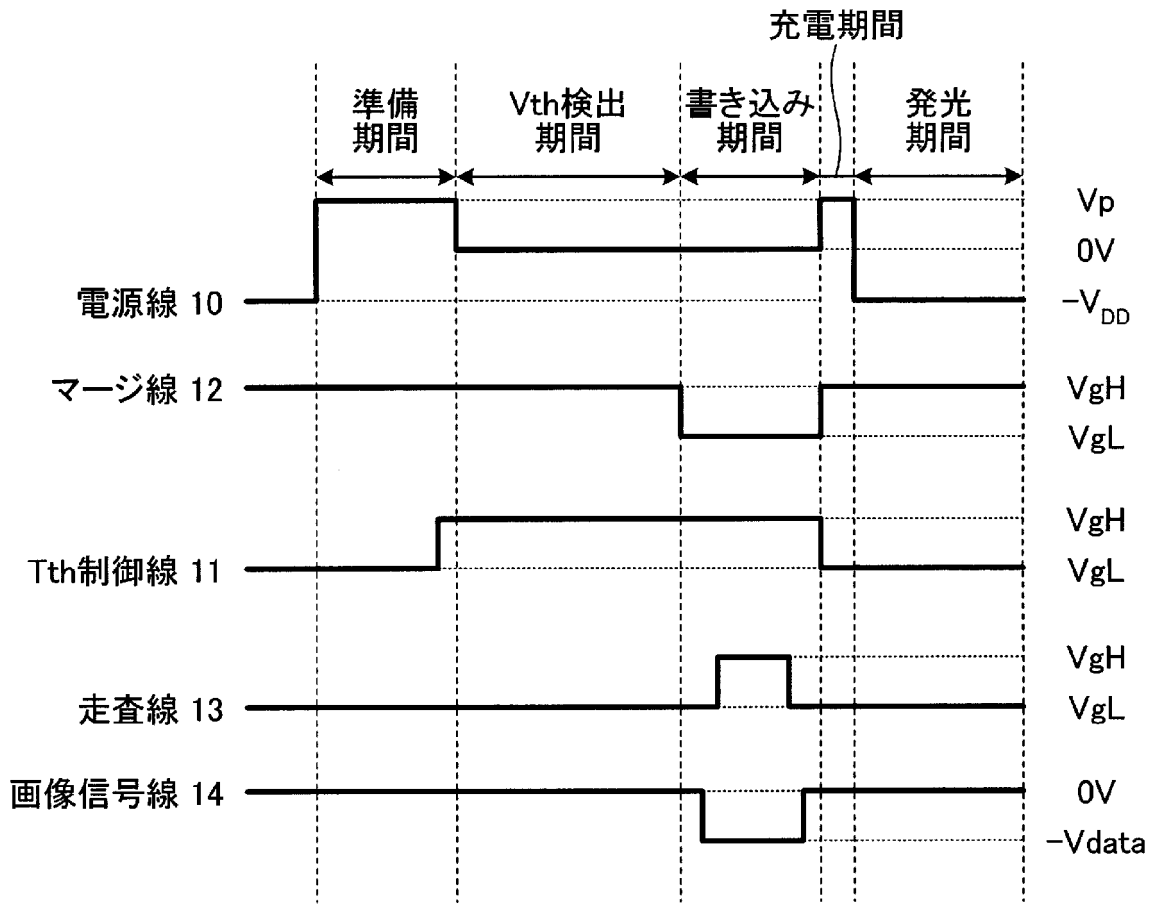 充電期間
準備
期間
Vth検出
期間
書き込み
期間
発光
期間
Vp
0V
電源線 10
-VDD
マージ線 12
VgH
VgL
Tth制御線 11
VgH
VgL
走査線 13
VgH
VgL
画像信号線 14
0V
-Vdata